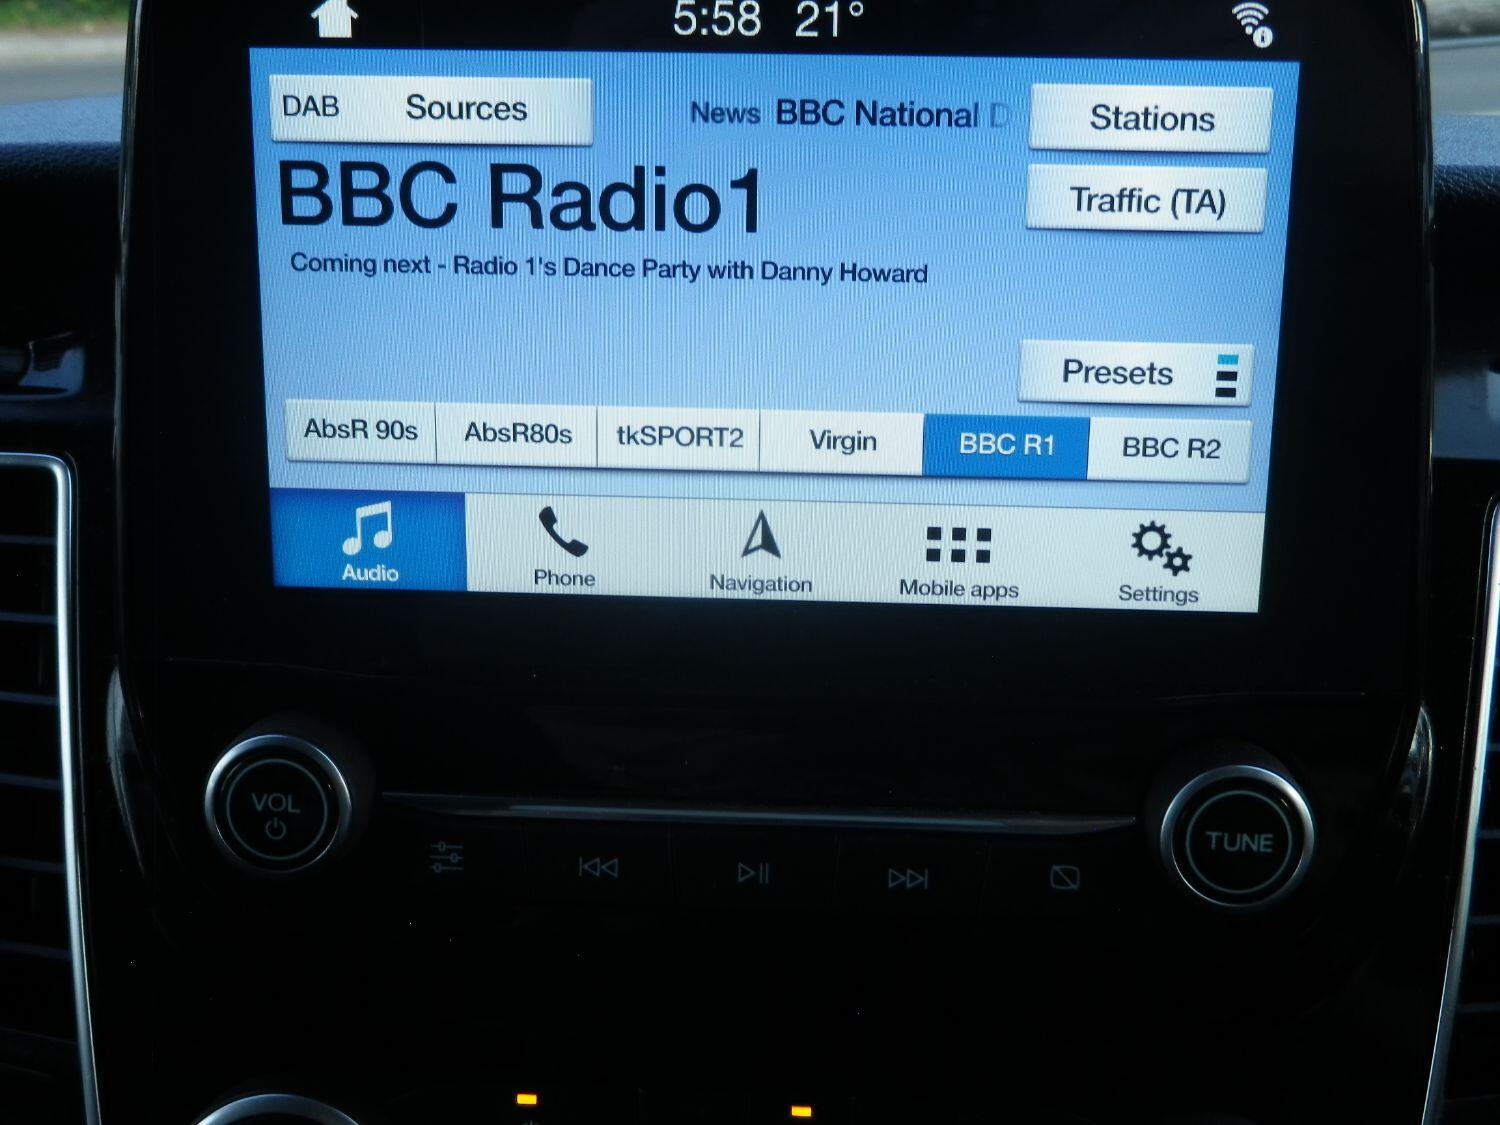 5:58 21°
DAB Sources
News BBC National D
Stations
BBC Radio1
Traffic (TA)
Coming next - Radio 1's Dance Party with Danny Howard
Presets
AbsR 90s AbsR80s tkSPORT2 Virgin BBC R1 BBC R2
Audio Phone Navigation Mobile apps Settings
VOL
TUNE